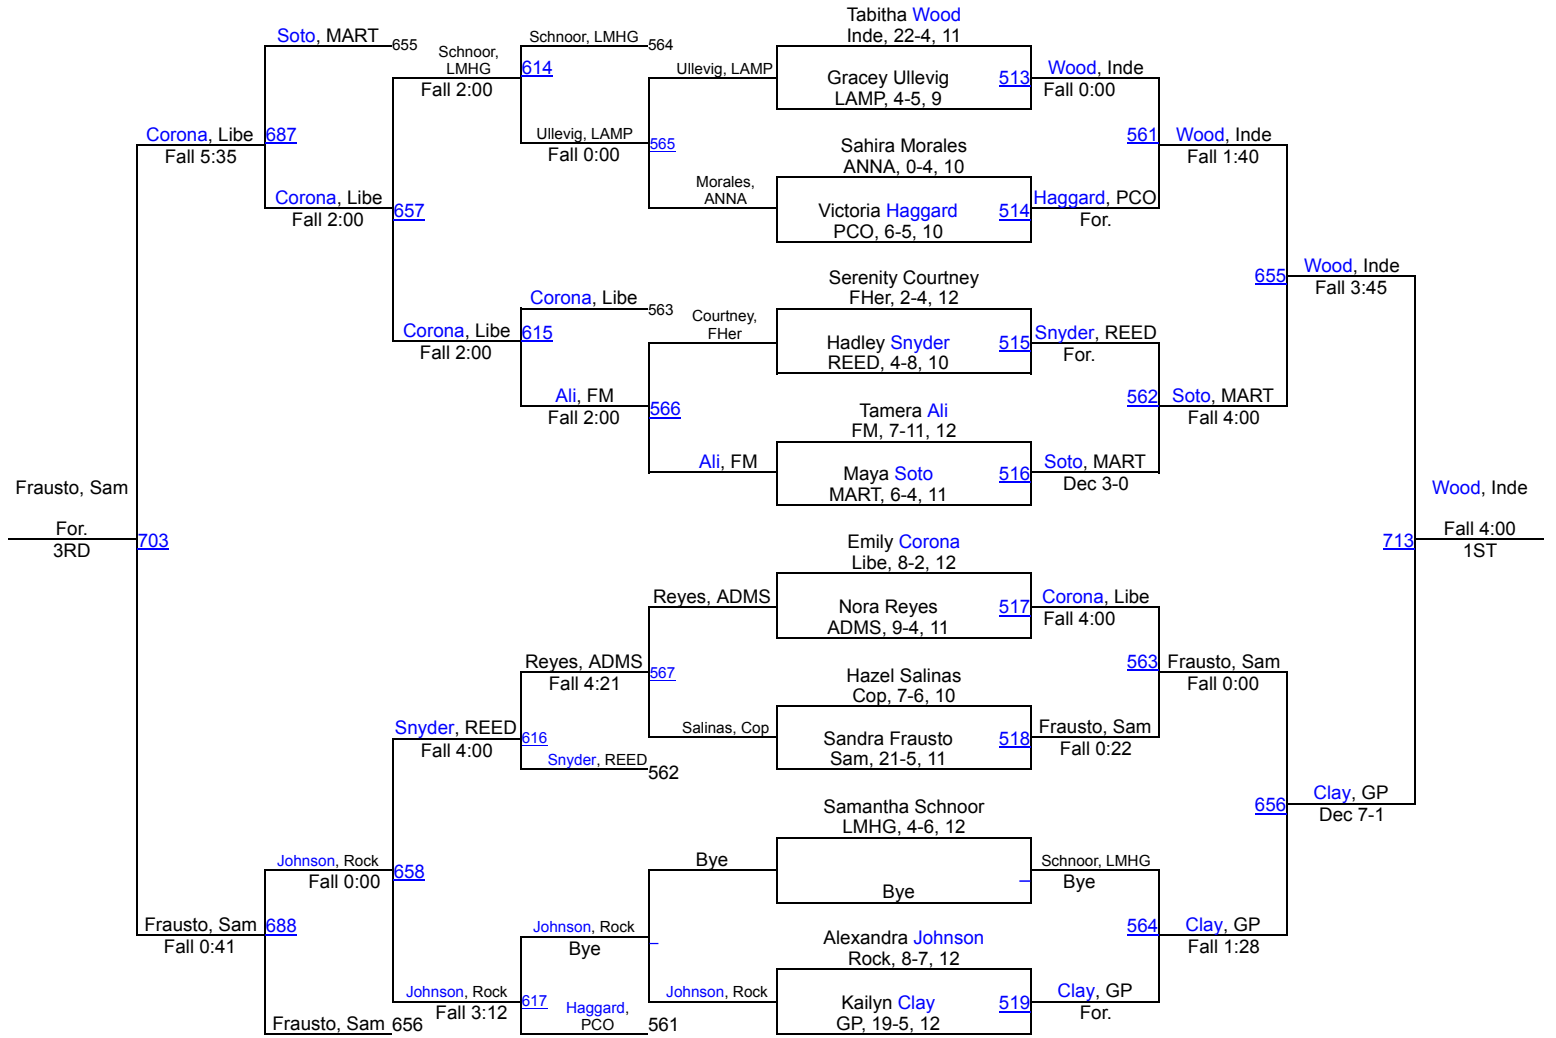 Tabitha Wood
Inde, 22-4, 11
Soto, MART
655
Schnoor,
LMHG
Fall 2:00
Schnoor, LMHG
564
614
Ullevig, LAMP
Gracey Ullevig
LAMP, 4-5, 9
513
Wood, Inde
Fall 0:00
Corona, Libe
Fall 5:35
687
Ullevig, LAMP
Fall 0:00
565
Sahira Morales
ANNA, 0-4, 10
561
Wood, Inde
Fall 1:40
Corona, Libe
Fall 2:00
657
Morales,
ANNA
Victoria Haggard
PCO, 6-5, 10
514
Haggard, PCO
For.
Serenity Courtney
FHer, 2-4, 12
655
Wood, Inde
Fall 3:45
Corona, Libe
563
Corona, Libe
Fall 2:00
615
Courtney,
FHer
Hadley Snyder
REED, 4-8, 10
515
Snyder, REED
For.
Ali, FM
Fall 2:00
566
Tamera Ali
FM, 7-11, 12
562
Soto, MART
Fall 4:00
Ali, FM
Maya Soto
MART, 6-4, 11
516
Soto, MART
Dec 3-0
Frausto, Sam
For.
3RD
703
Wood, Inde
Fall 4:00
1ST
713
Emily Corona
Libe, 8-2, 12
Reyes, ADMS
Nora Reyes
ADMS, 9-4, 11
517
Corona, Libe
Fall 4:00
Reyes, ADMS
Fall 4:21
567
Hazel Salinas
Cop, 7-6, 10
563
Frausto, Sam
Fall 0:00
Snyder, REED
Fall 4:00
616
Snyder, REED
562
Salinas, Cop
Sandra Frausto
Sam, 21-5, 11
518
Frausto, Sam
Fall 0:22
Samantha Schnoor
LMHG, 4-6, 12
656
Clay, GP
Dec 7-1
Johnson, Rock
Fall 0:00
658
Bye
Bye
Schnoor, LMHG
Bye
Frausto, Sam
Fall 0:41
688
Johnson, Rock
Bye
Alexandra Johnson
Rock, 8-7, 12
564
Clay, GP
Fall 1:28
Johnson, Rock
Fall 3:12
617
Haggard,
PCO
561
Johnson, Rock
Kailyn Clay
GP, 19-5, 12
519
Clay, GP
For.
Frausto, Sam
656